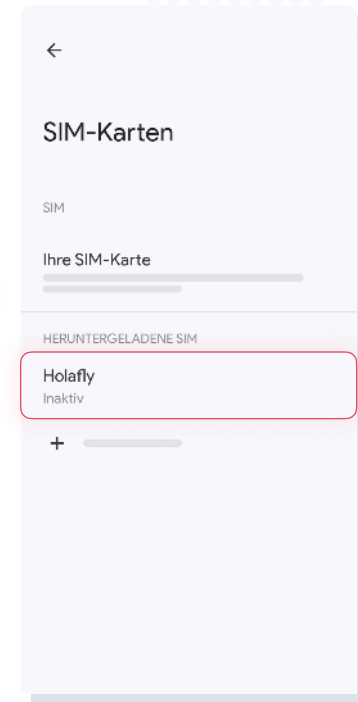 SIM-Karten
SIM
Ihre SIM-Karte
HERUNTERGELADENE SIM
Holafly
Inaktiv
+